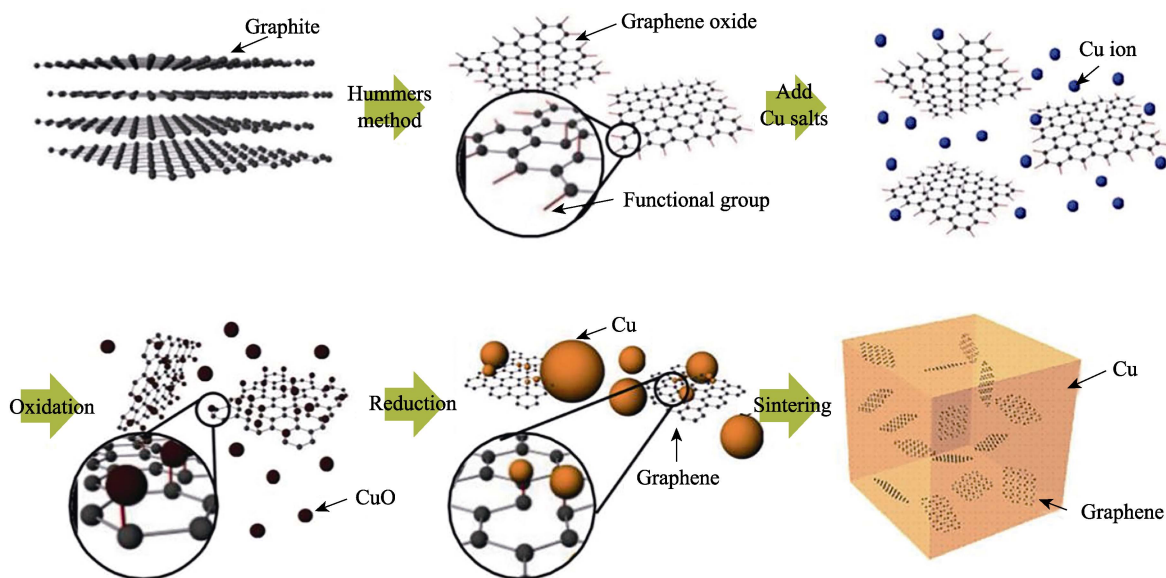 Graphite
Hummers
method
Graphene oxide
Functional group
Add
Cu salts
Cu ion
Oxidation
CuO
Reduction
Cu
Graphene
Sintering
Cu
Graphene